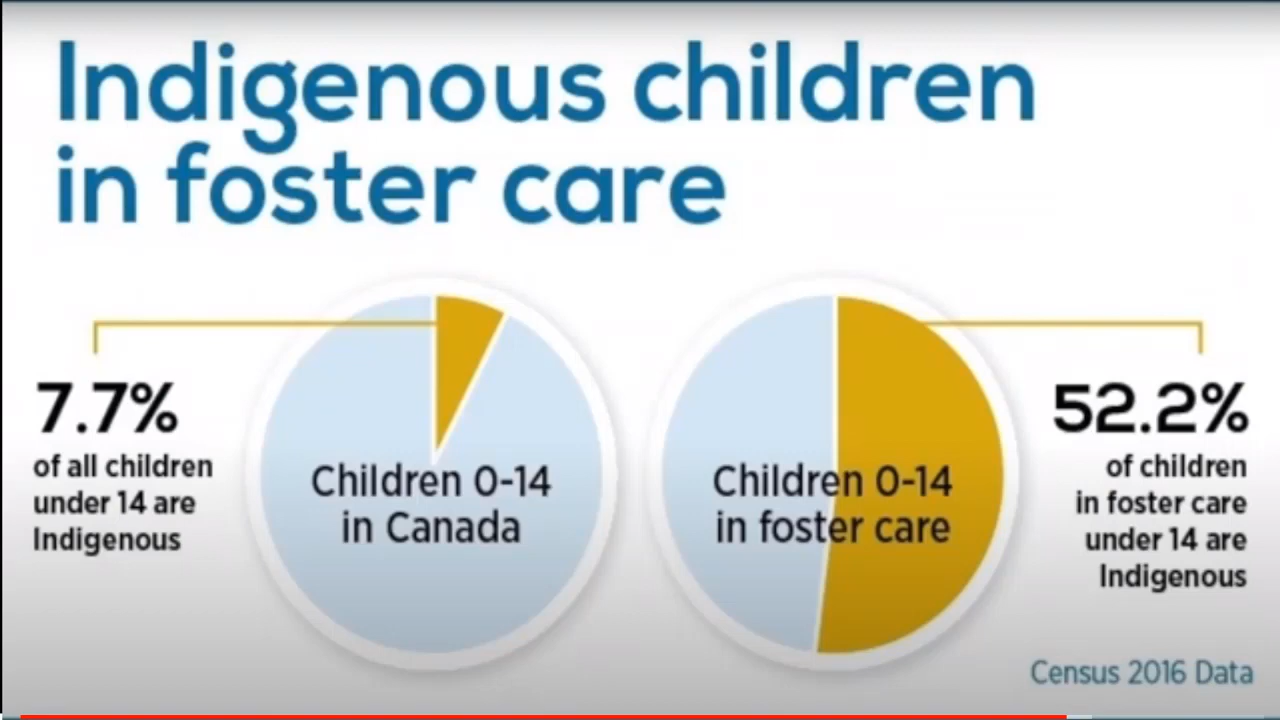 Indigenous children
in foster care
7.7%
of all children
under 14 are
Indigenous
Children 0-14
in Canada
Children 0-14
in foster care
52.2%
of children
in foster care
under 14 are
Indigenous
Census 2016 Data